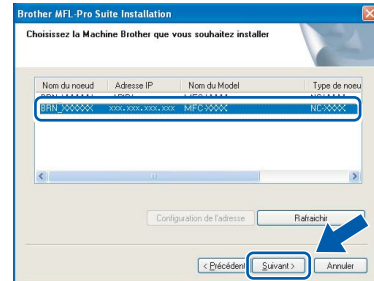 Brother MFL-Pro Suite Installation
Choisissez la Machine Brother que vous souhaitez installer
Nom du noeud Adresse IP Nom du Model Type de noeu
BRN_XXXXXX xxx.xxx.xxx.xxx MFC-XXXX NC-XXXX
Configuration de l'adresse Rafraichir
< Précédent Suivant > Annuler